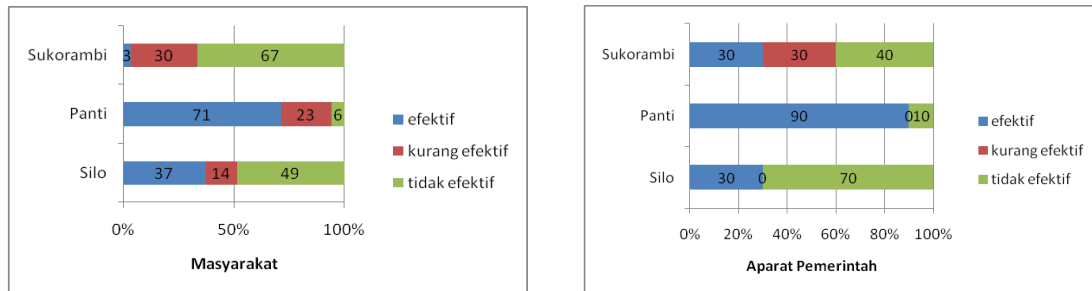 Sukorambi 3 30 67
Panti 71 23 6
Silo 37 14 49
0% 50% 100%
Masyarakat
efektif
kurang efektif
tidak efektif
Sukorambi 30 30 40
Panti 90 0 10
Silo 30 0 70
0% 20% 40% 60% 80% 100%
Aparat Pemerintah
efektif
kurang efektif
tidak efektif